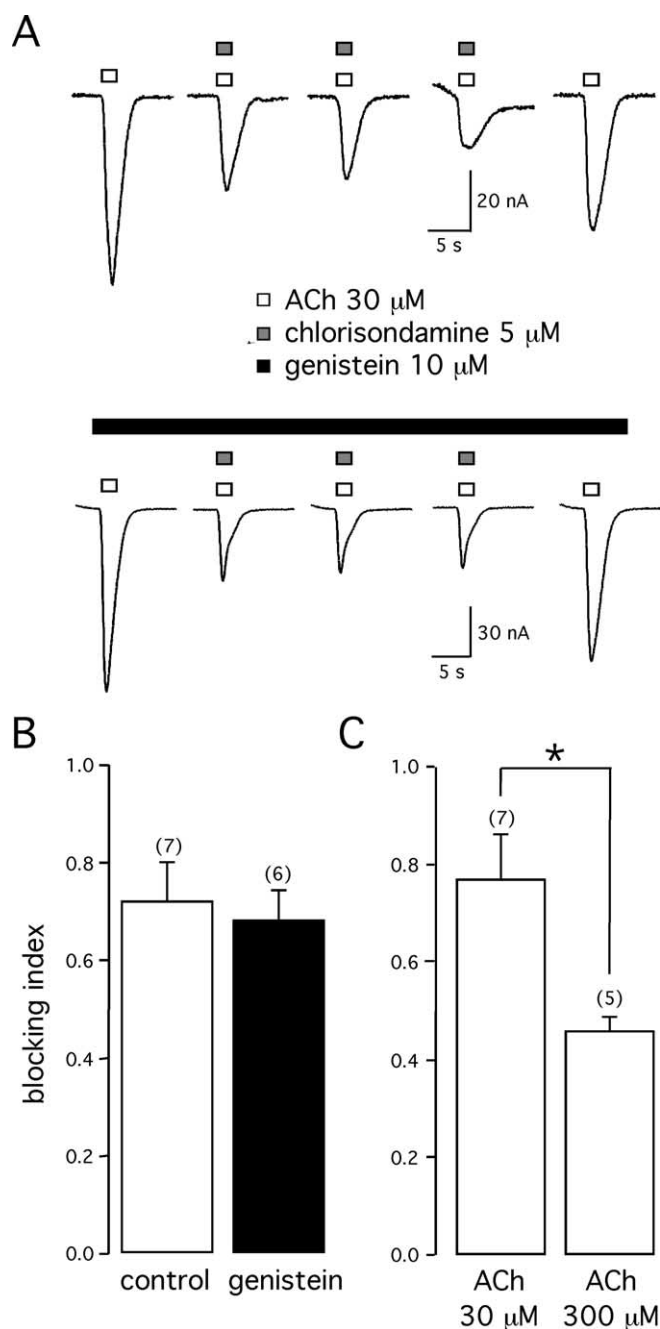 A
20 nA
5 s
ACh 30 μM
chlorisondamine 5 μM
genistein 10 μM
30 nA
5 s
B
blocking index
1.0
0.8
0.6
0.4
0.2
0.0
(7)
(6)
control
genistein
C
*
1.0
0.8
0.6
0.4
0.2
0.0
(7)
(5)
ACh
30 μM
ACh
300 μM